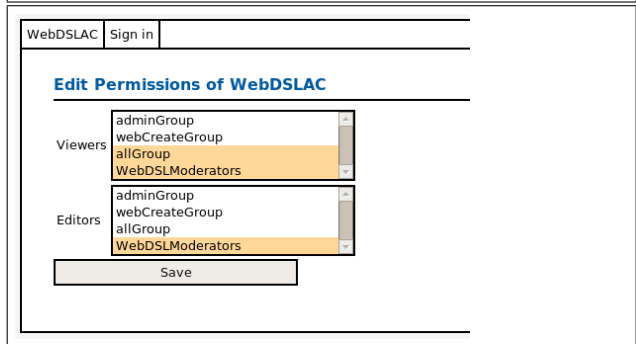 WebDSLAC Sign in
Edit Permissions of WebDSLAC
Viewers
adminGroup
webCreateGroup
allGroup
WebDSLModerators
Editors
adminGroup
webCreateGroup
allGroup
WebDSLModerators
Save